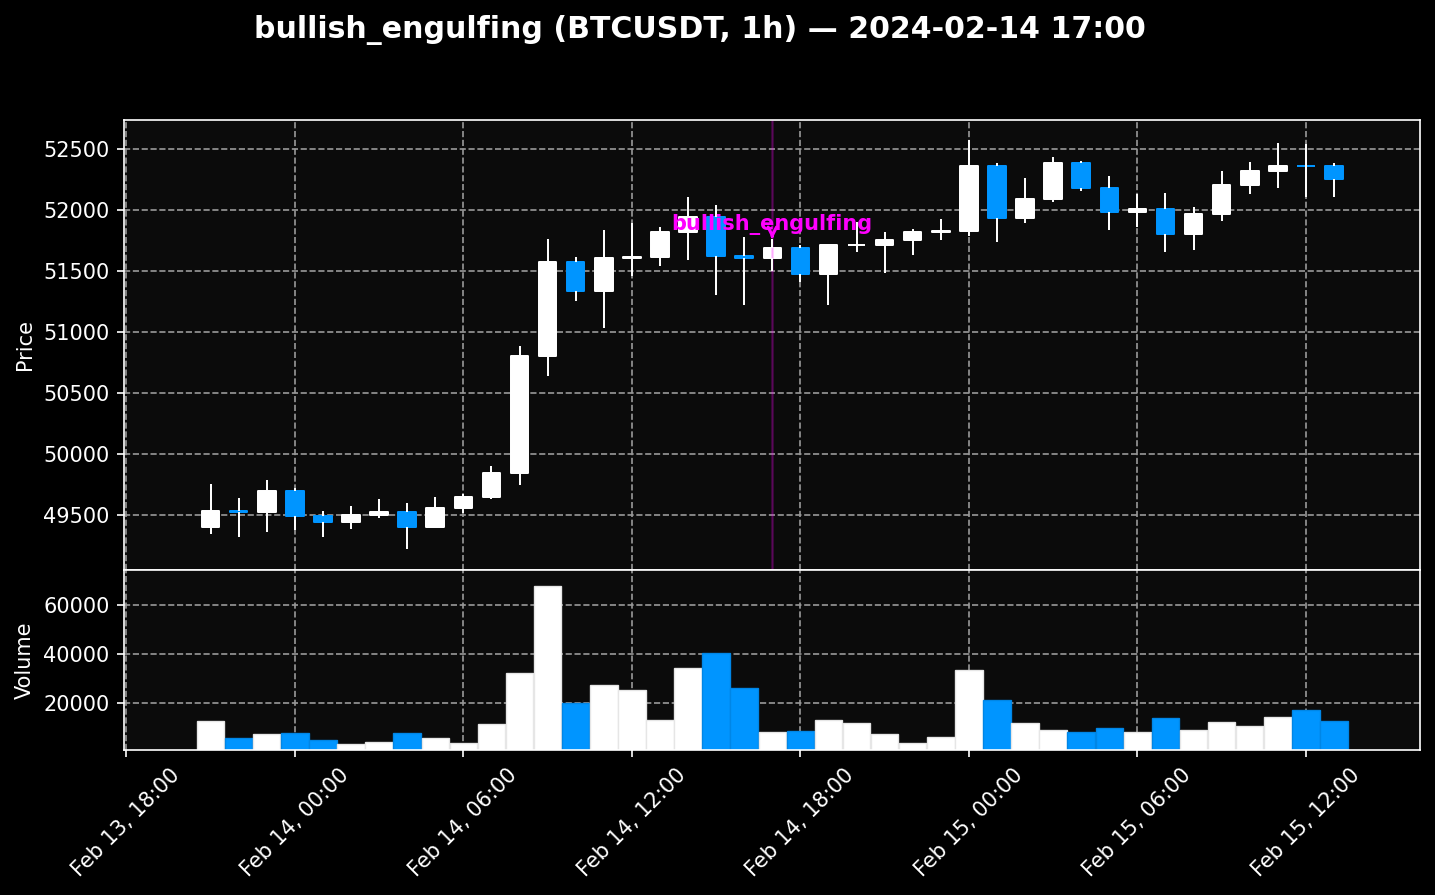 bullish_engulfing (BTCUSDT, 1h) — 2024-02-14 17:00
52500
52000
51500
51000
50500
50000
49500
Price
bullish_engulfing
60000
40000
20000
Volume
Feb 13, 18:00
Feb 14, 00:00
Feb 14, 06:00
Feb 14, 12:00
Feb 14, 18:00
Feb 15, 00:00
Feb 15, 06:00
Feb 15, 12:00